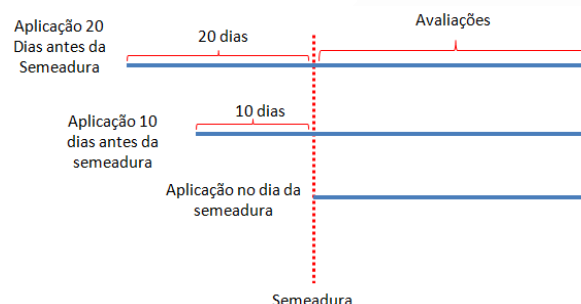 Aplicação 20
Dias antes da
Semeadura
20 dias
Avaliações
Aplicação 10
dias antes da
semeadura
10 dias
Aplicação no dia da
semeadura
Semeadura